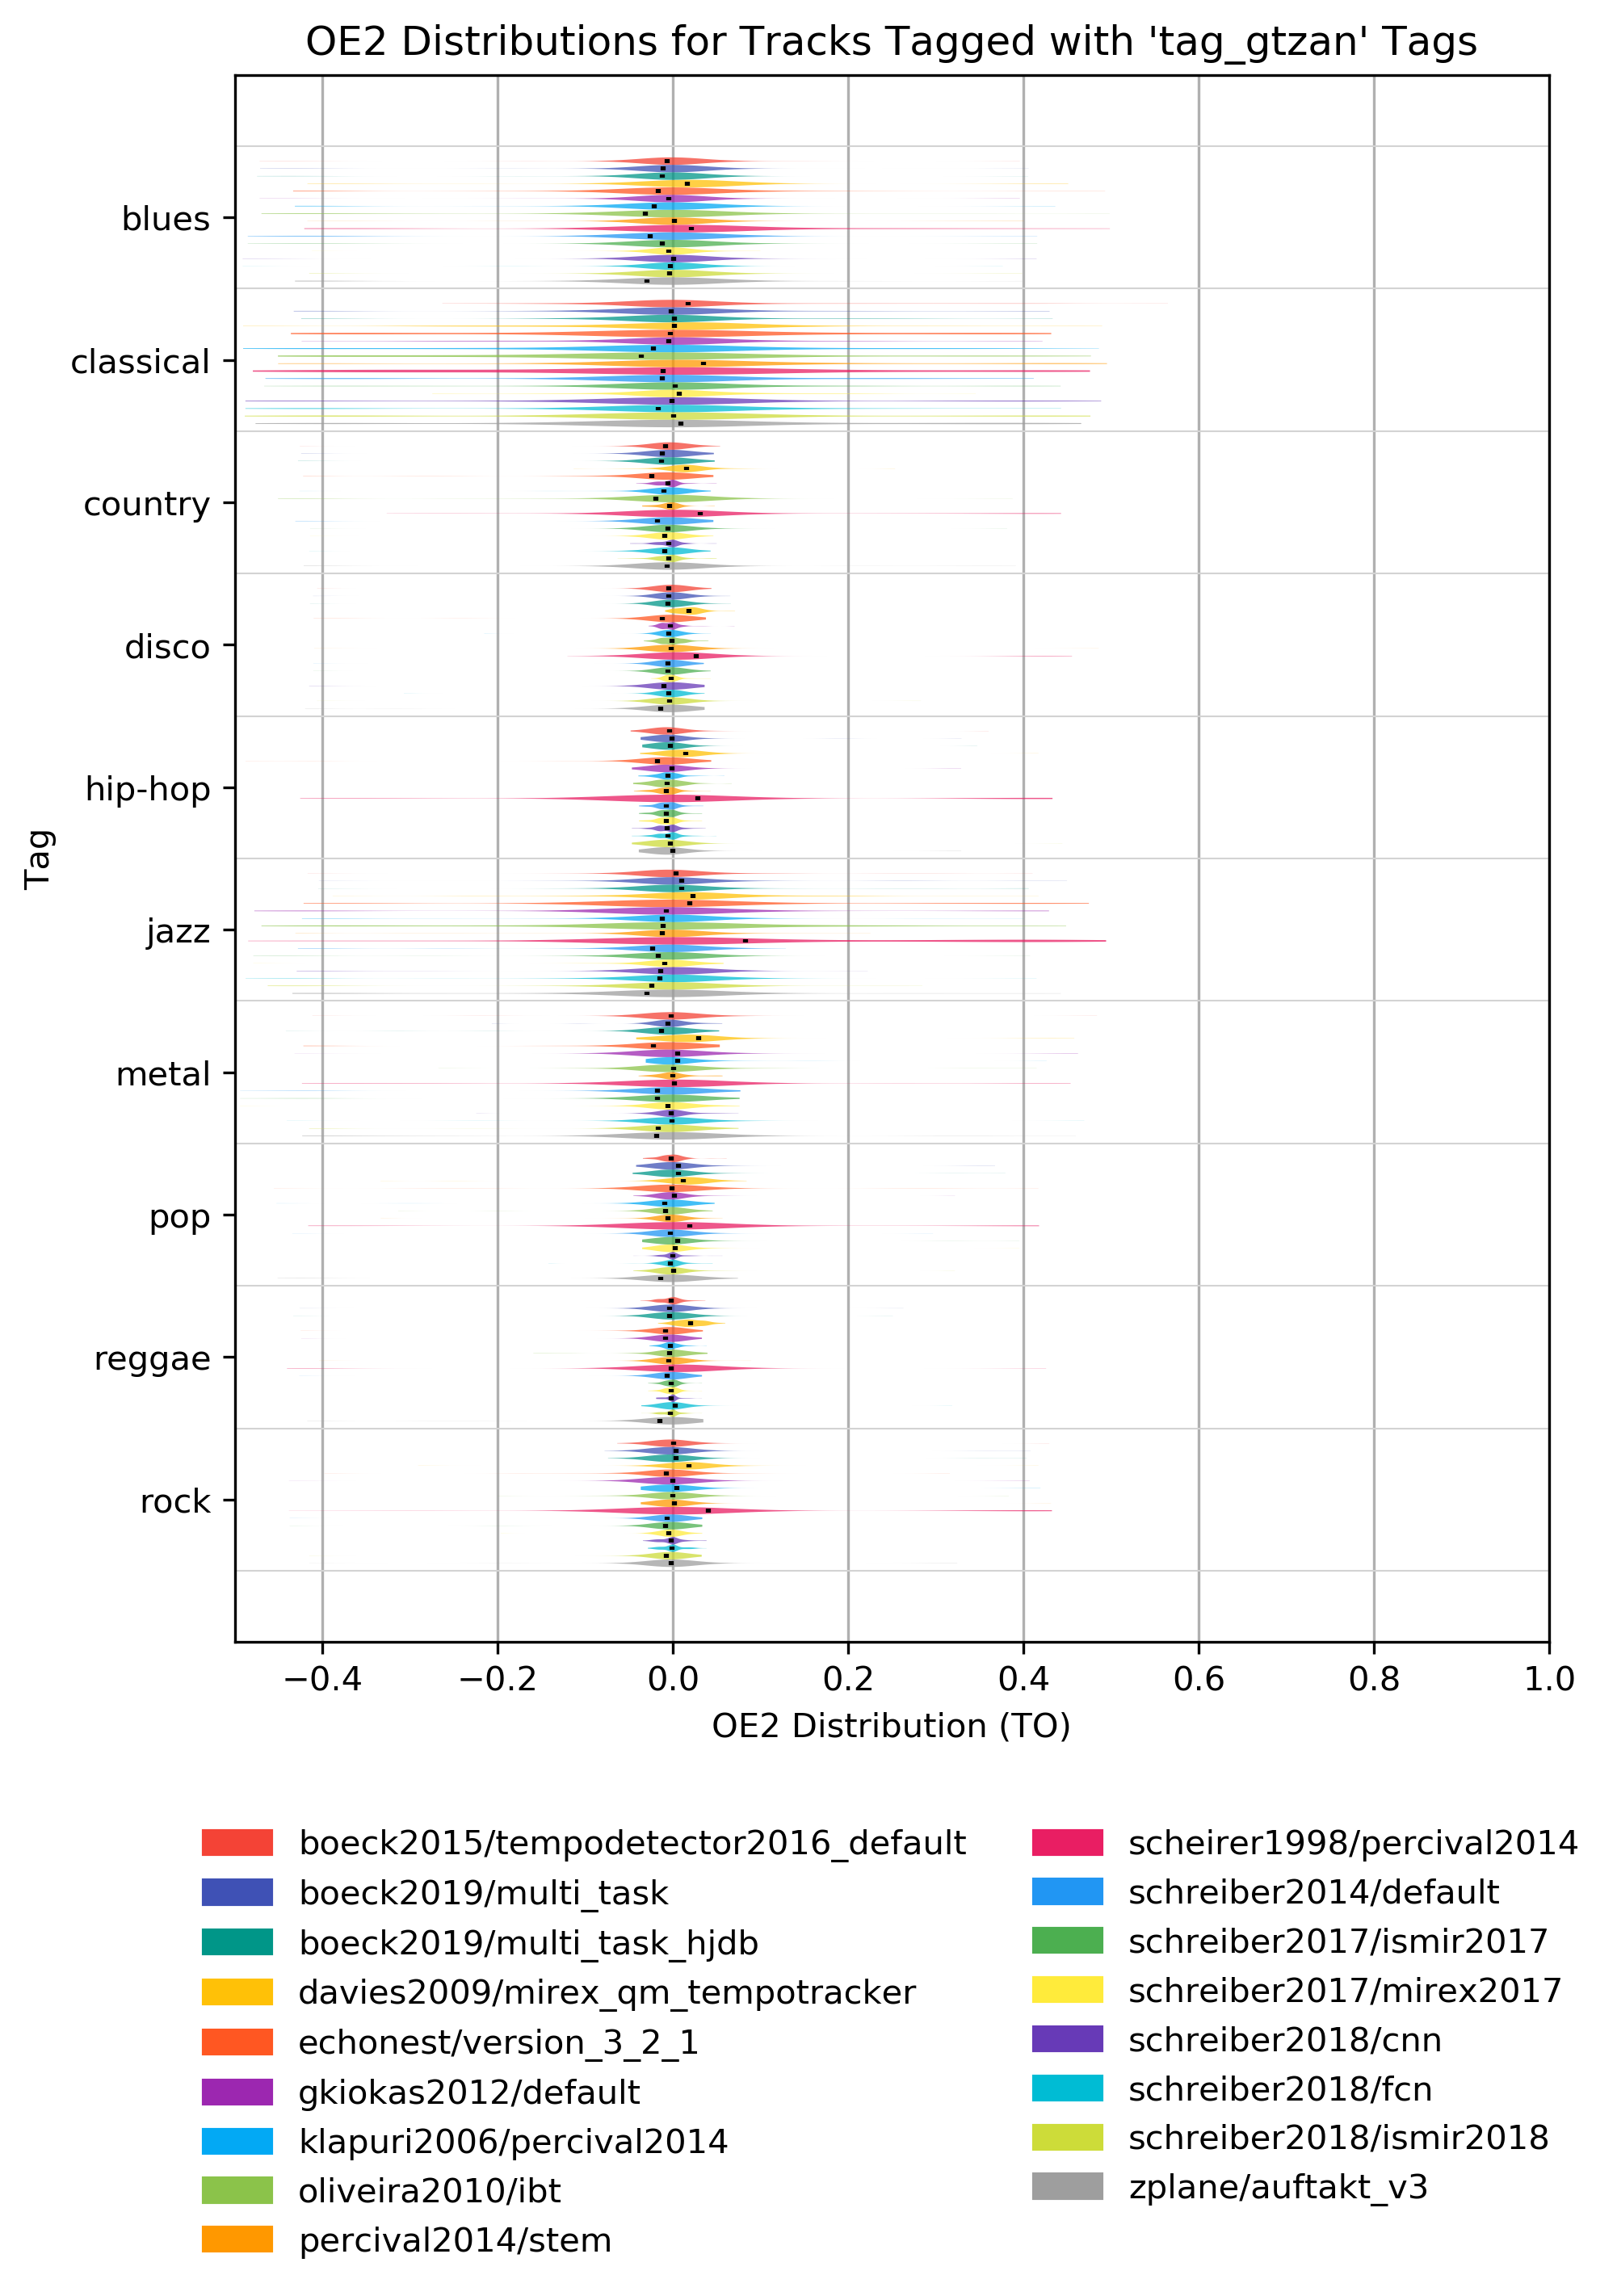 OE2 Distributions for Tracks Tagged with 'tag_gtzan' Tags
Tag
blues
classical
country
disco
hip-hop
jazz
metal
pop
reggae
rock
−0.4 −0.2 0.0 0.2 0.4 0.6 0.8 1.0
OE2 Distribution (TO)
boeck2015/tempodetector2016_default
boeck2019/multi_task
boeck2019/multi_task_hjdb
davies2009/mirex_qm_tempotracker
echonest/version_3_2_1
gkiokas2012/default
klapuri2006/percival2014
oliveira2010/ibt
percival2014/stem
scheirer1998/percival2014
schreiber2014/default
schreiber2017/ismir2017
schreiber2017/mirex2017
schreiber2018/cnn
schreiber2018/fcn
schreiber2018/ismir2018
zplane/auftakt_v3